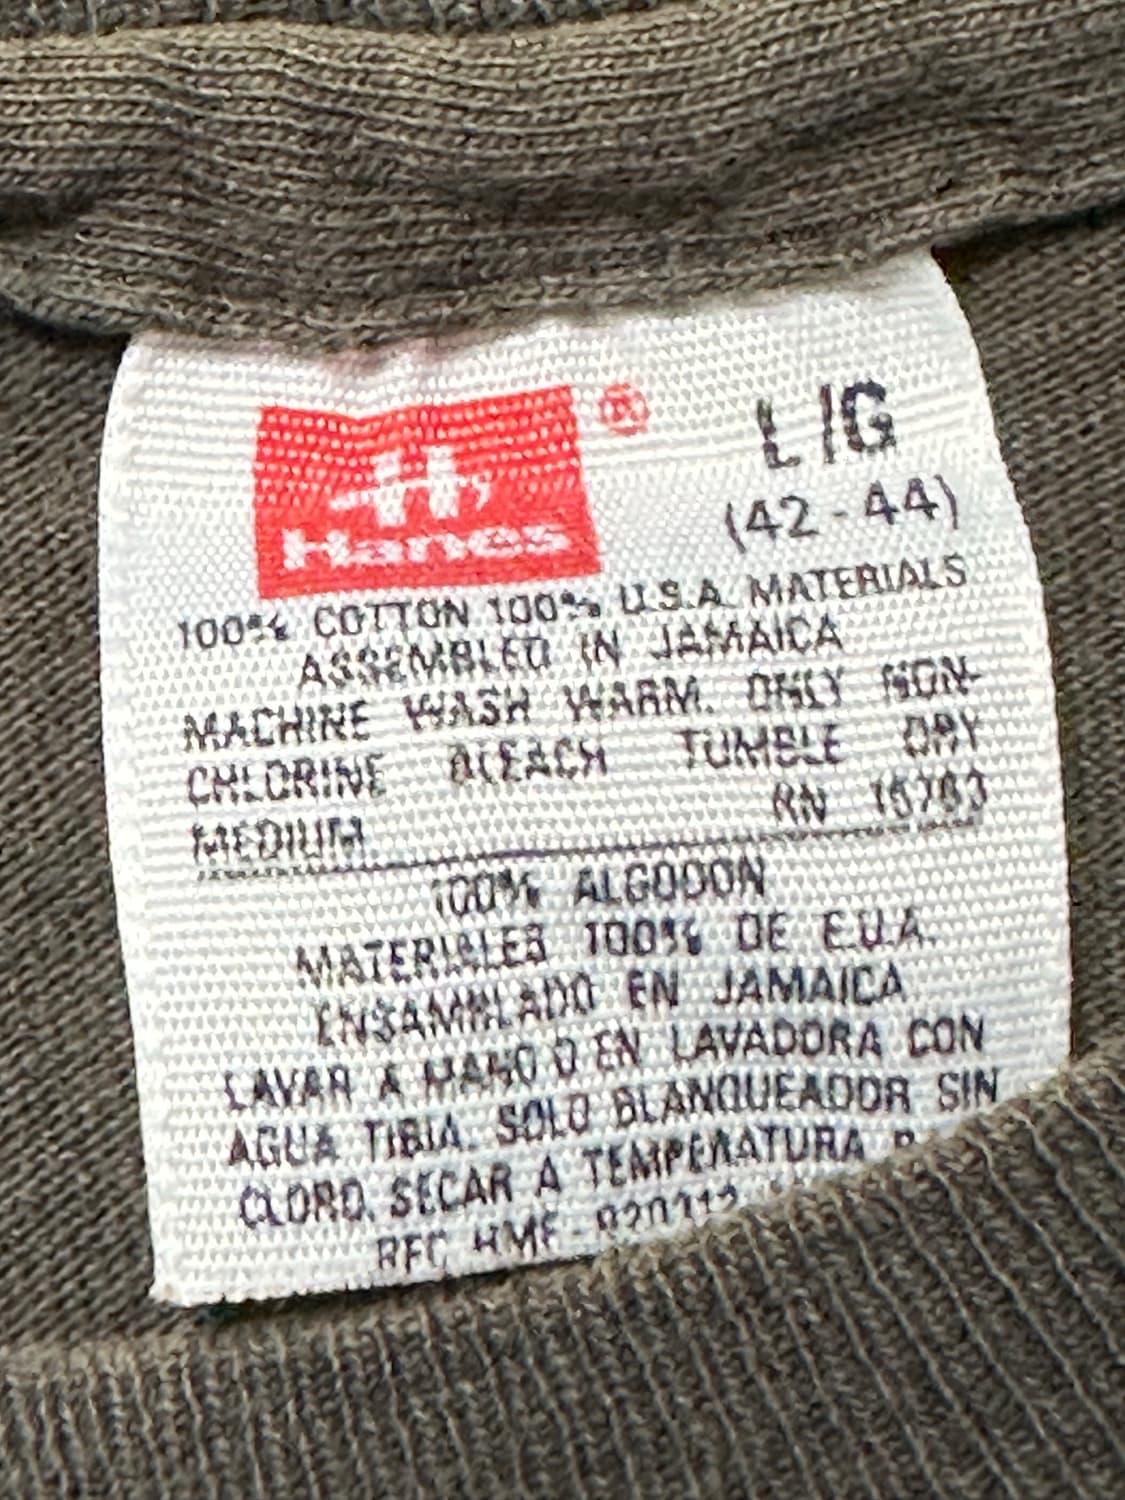 Hanes ®
L/G
(42-44)
100% COTTON 100% U.S.A. MATERIALS
ASSEMBLED IN JAMAICA
MACHINE WASH WARM. ONLY NON-
CHLORINE BLEACH TUMBLE DRY
MEDIUM RN 15763
100% ALGODON
MATERIALES 100% DE E.U.A.
ENSAMBLADO EN JAMAICA
LAVAR A MANO O EN LAVADORA CON
AGUA TIBIA. SOLO BLANQUEADOR SIN
CLORO. SECAR A TEMPERATURA
RFC HMF-